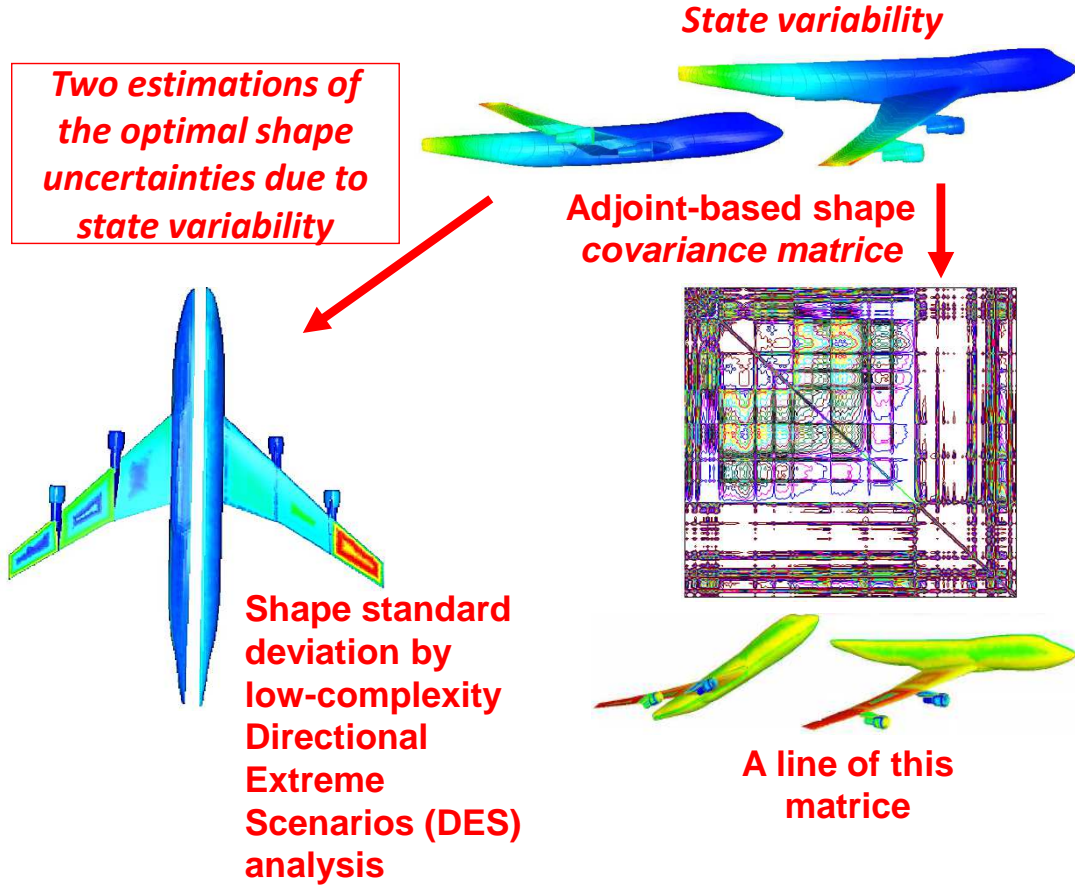 State variability
Two estimations of
the optimal shape
uncertainties due to
state variability
Adjoint-based shape
covariance matrice
Shape standard
deviation by
low-complexity
Directional
Extreme
Scenarios (DES)
analysis
A line of this
matrice